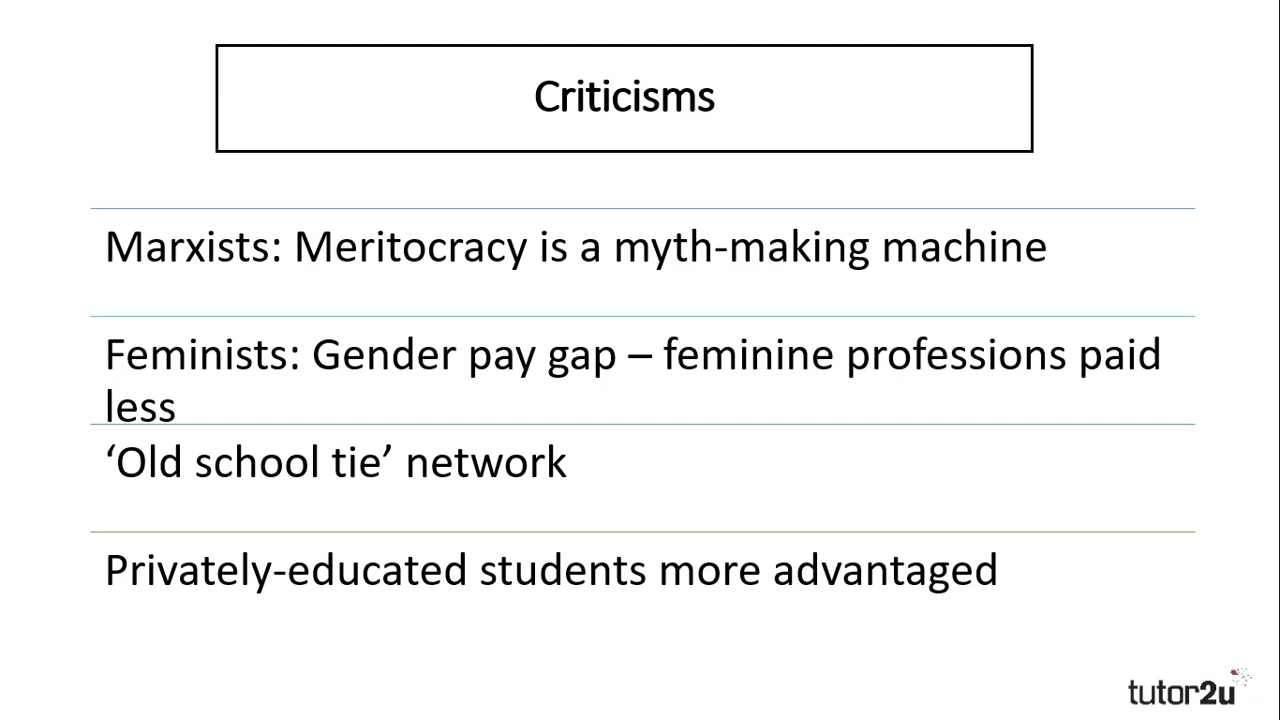 Criticisms
Marxists: Meritocracy is a myth-making machine
Feminists: Gender pay gap – feminine professions paid
less
‘Old school tie’ network
Privately-educated students more advantaged
tutor2u